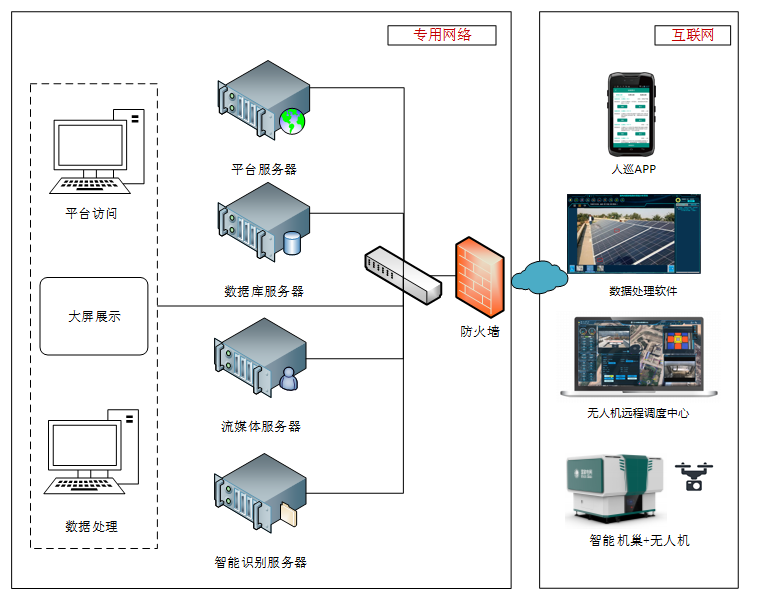 专用网络
互联网
平台服务器
人巡APP
平台访问
数据库服务器
数据处理软件
大屏展示
防火墙
无人机远程调度中心
流媒体服务器
数据处理
智能机巢+无人机
智能识别服务器